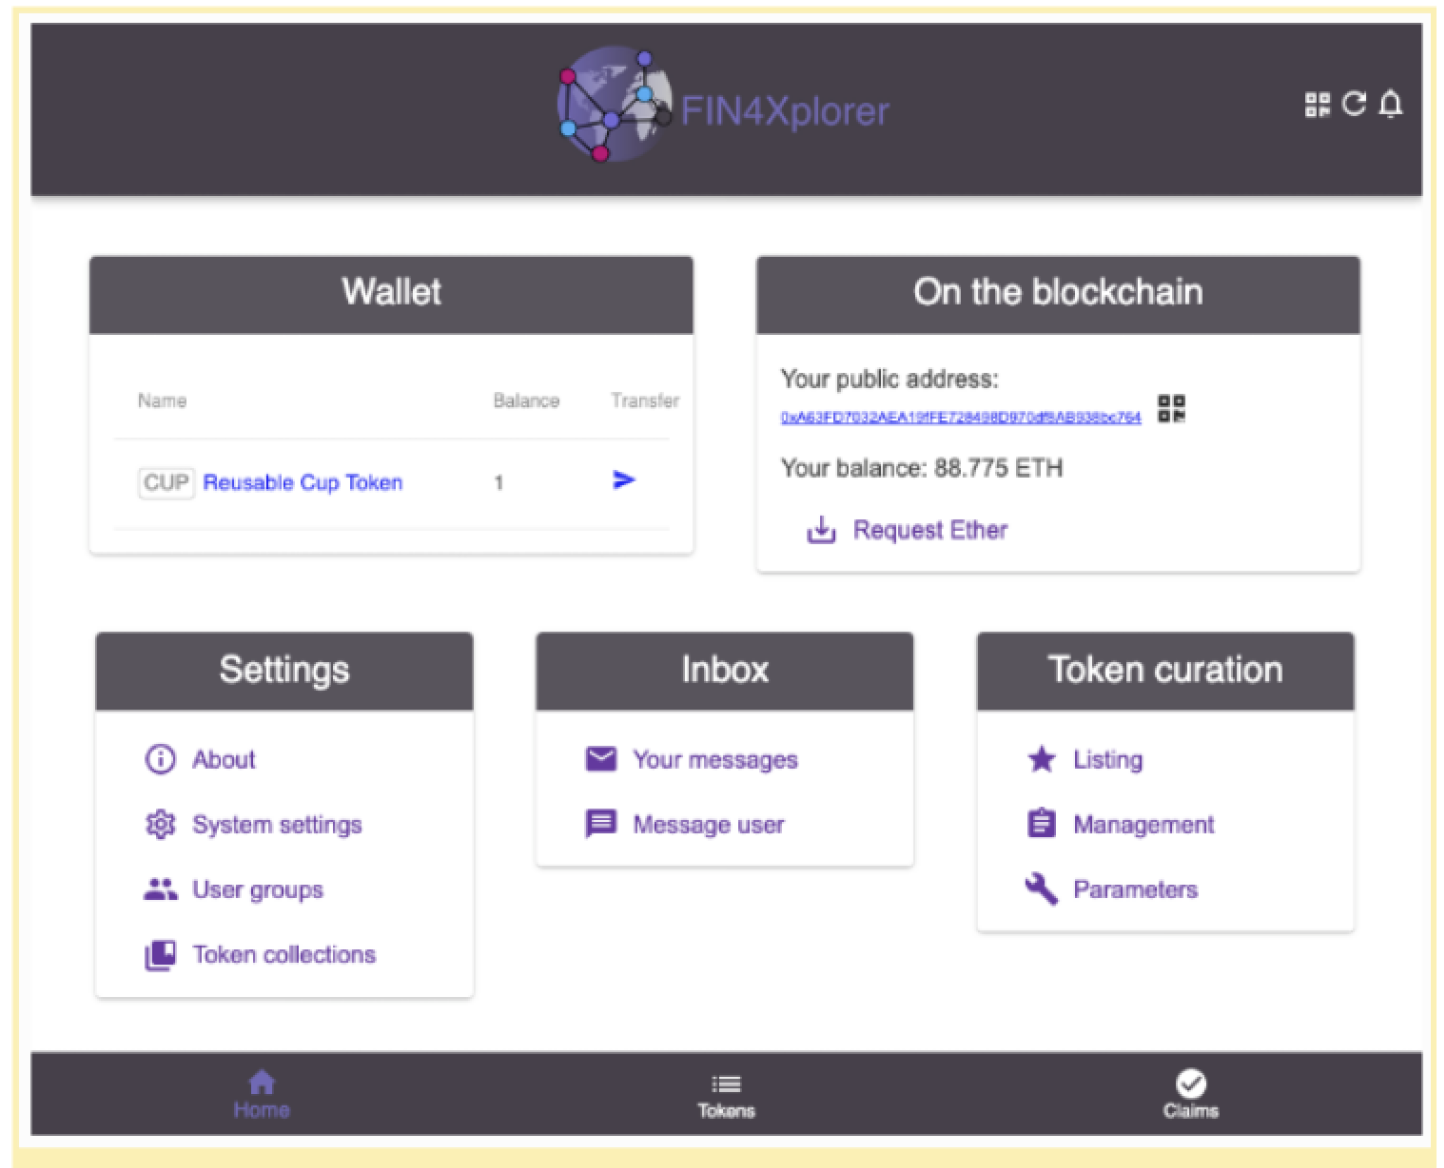 FIN4Xplorer
Wallet
Name Balance Transfer
CUP Reusable Cup Token 1
On the blockchain
Your public address:
Your balance: 88.775 ETH
Request Ether
Settings
About
System settings
User groups
Token collections
Inbox
Your messages
Message user
Token curation
Listing
Management
Parameters
Home
Tokens
Claims